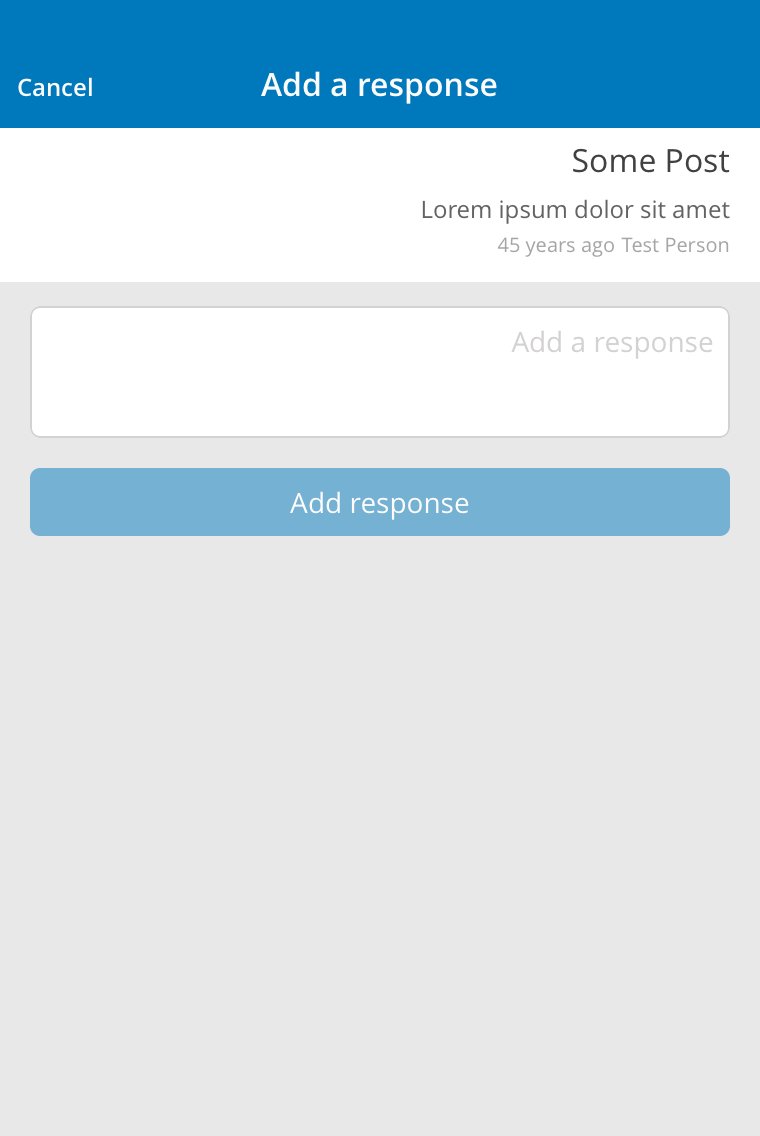 Cancel
Add a response
Some Post
Lorem ipsum dolor sit amet
45 years ago Test Person
Add a response
Add response